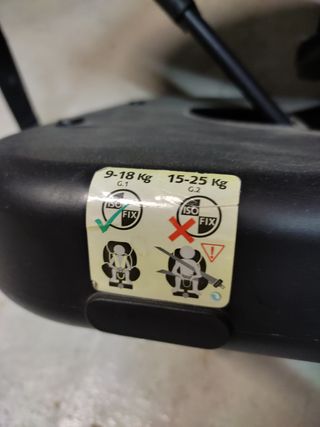 9-18 Kg 15-25 Kg
G.1 G.2
ISO ISO
FIX FIX
!